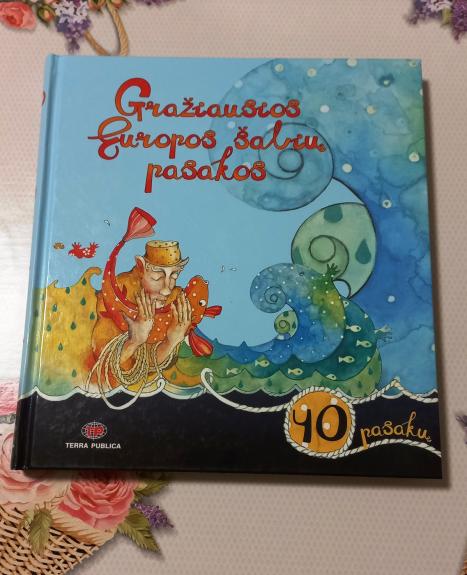 Gražiausios
Europos šalių
pasakos
40 pasakų
TERRA PUBLICA